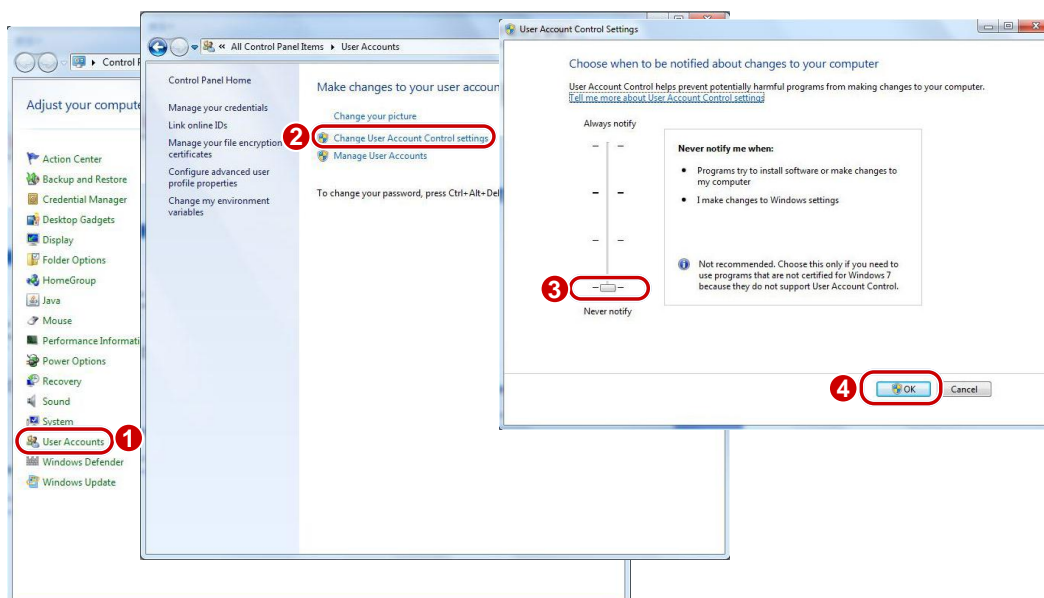 Control P
Adjust your compute
Action Center
Backup and Restore
Credential Manager
Desktop Gadgets
Display
Folder Options
HomeGroup
Java
Mouse
Performance Informati
Power Options
Recovery
Sound
System
User Accounts
1
Windows Defender
Windows Update
« All Control Panel Items ▸ User Accounts
Control Panel Home
Manage your credentials
Link online IDs
Manage your file encryption
certificates
Configure advanced user
profile properties
Change my environment
variables
Make changes to your user accoun
Change your picture
2
Change User Account Control settings
Manage User Accounts
To change your password, press Ctrl+Alt+Del
User Account Control Settings
Choose when to be notified about changes to your computer
User Account Control helps prevent potentially harmful programs from making changes to your computer.
Tell me more about User Account Control settings
Always notify
Never notify me when:
• Programs try to install software or make changes to
my computer
• I make changes to Windows settings
Not recommended. Choose this only if you need to
use programs that are not certified for Windows 7
because they do not support User Account Control.
3
Never notify
4
OK
Cancel